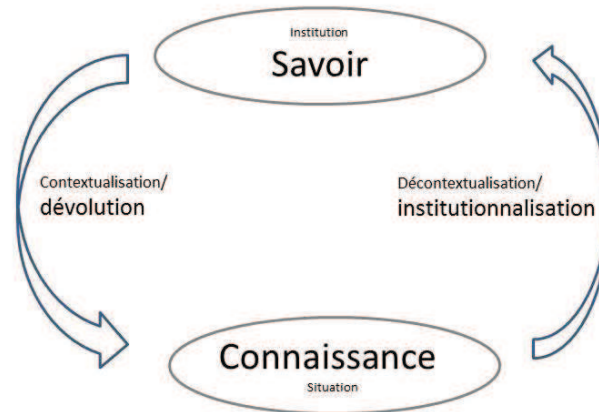 Institution
Savoir
Contextualisation/
dévolution
Décontextualisation/
institutionnalisation
Connaissance
Situation